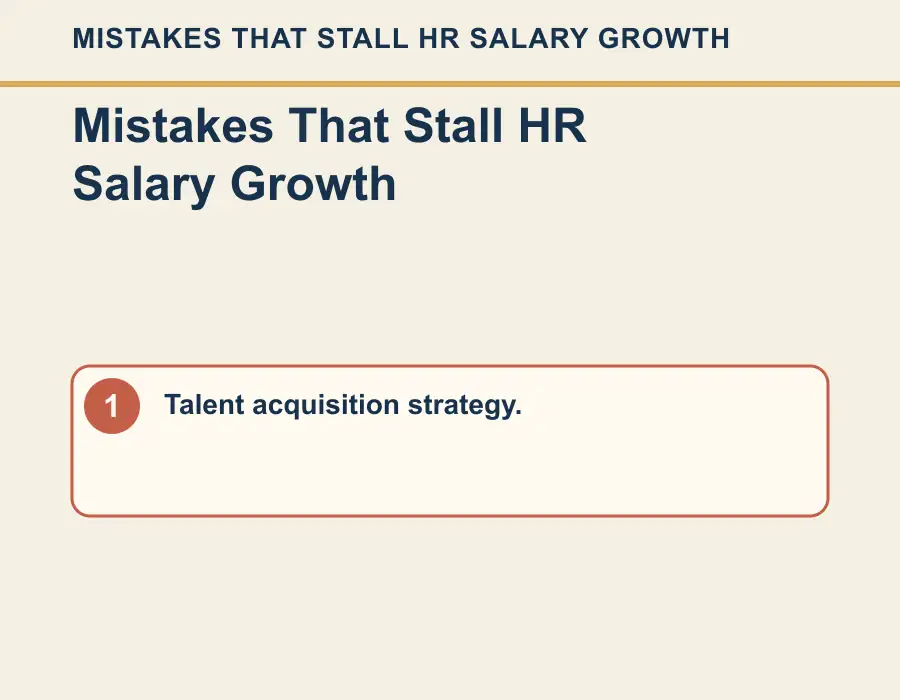 MISTAKES THAT STALL HR SALARY GROWTH
Mistakes That Stall HR
Salary Growth
1 Talent acquisition strategy.